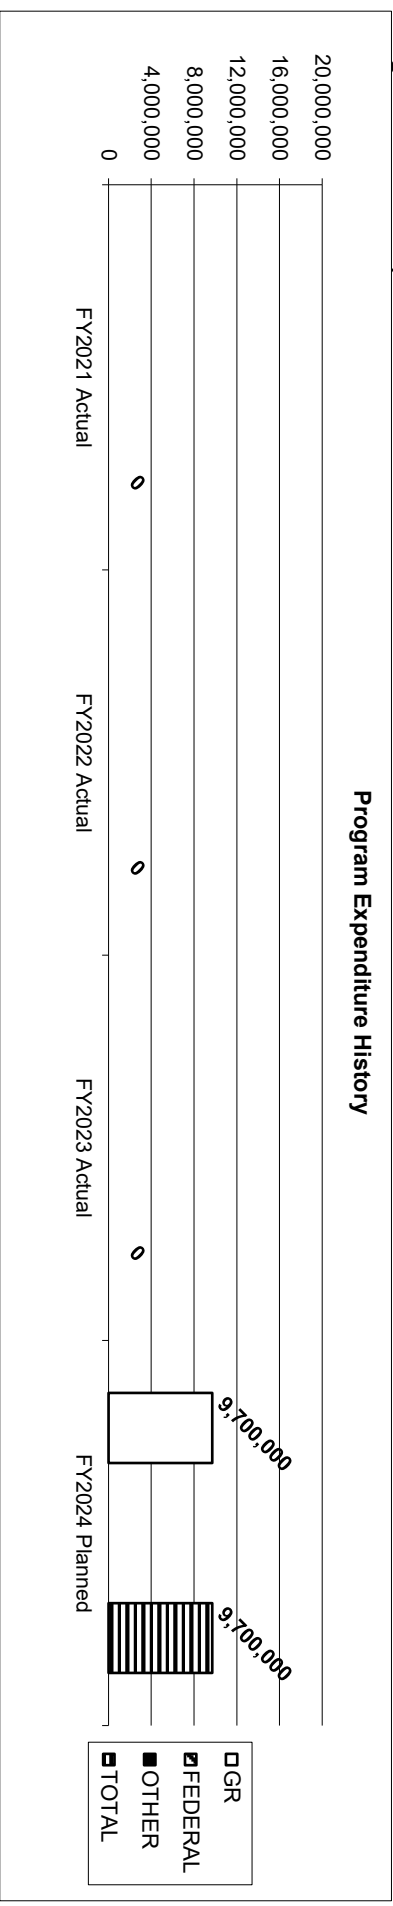 Program Expenditure History
20,000,000
16,000,000
12,000,000
8,000,000
4,000,000
0
0
0
0
9,700,000
9,700,000
FY2021 Actual
FY2022 Actual
FY2023 Actual
FY2024 Planned
GR
FEDERAL
OTHER
TOTAL